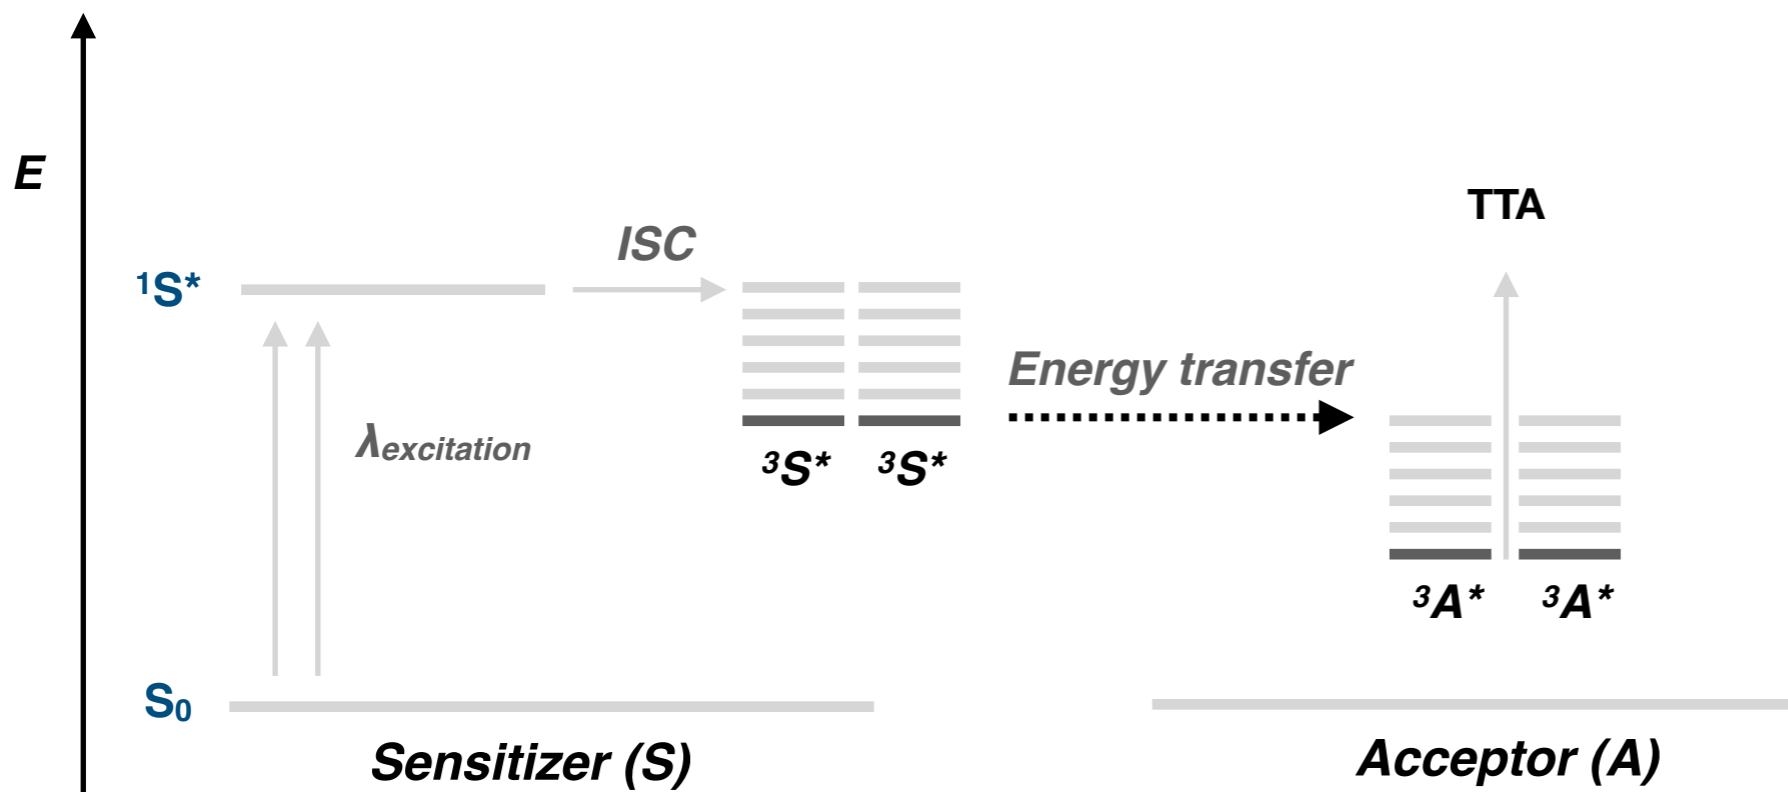 E
TTA
ISC
¹S*
Energy transfer
λexcitation
³S* ³S*
³A* ³A*
S₀
Sensitizer (S)
Acceptor (A)